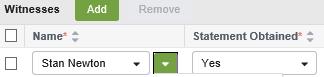 Witnesses Add Remove
Name* Statement Obtained*
Stan Newton Yes